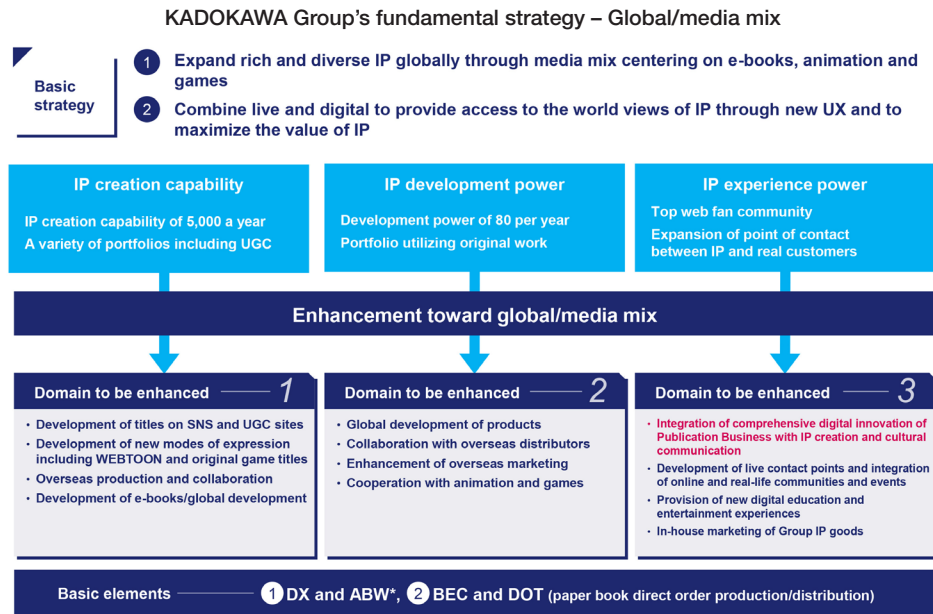 KADOKAWA Group's fundamental strategy – Global/media mix
Basic
strategy
1 Expand rich and diverse IP globally through media mix centering on e-books, animation and
games
2 Combine live and digital to provide access to the world views of IP through new UX and to
maximize the value of IP
IP creation capability
IP creation capability of 5,000 a year
A variety of portfolios including UGC
IP development power
Development power of 80 per year
Portfolio utilizing original work
IP experience power
Top web fan community
Expansion of point of contact
between IP and real customers
Enhancement toward global/media mix
Domain to be enhanced 1
・Development of titles on SNS and UGC sites
・Development of new modes of expression
including WEBTOON and original game titles
・Overseas production and collaboration
・Development of e-books/global development
Domain to be enhanced 2
・Global development of products
・Collaboration with overseas distributors
・Enhancement of overseas marketing
・Cooperation with animation and games
Domain to be enhanced 3
・Integration of comprehensive digital innovation of
Publication Business with IP creation and cultural
communication
・Development of live contact points and integration
of online and real-life communities and events
・Provision of new digital education and
entertainment experiences
・In-house marketing of Group IP goods
Basic elements 1 DX and ABW*, 2 BEC and DOT (paper book direct order production/distribution)